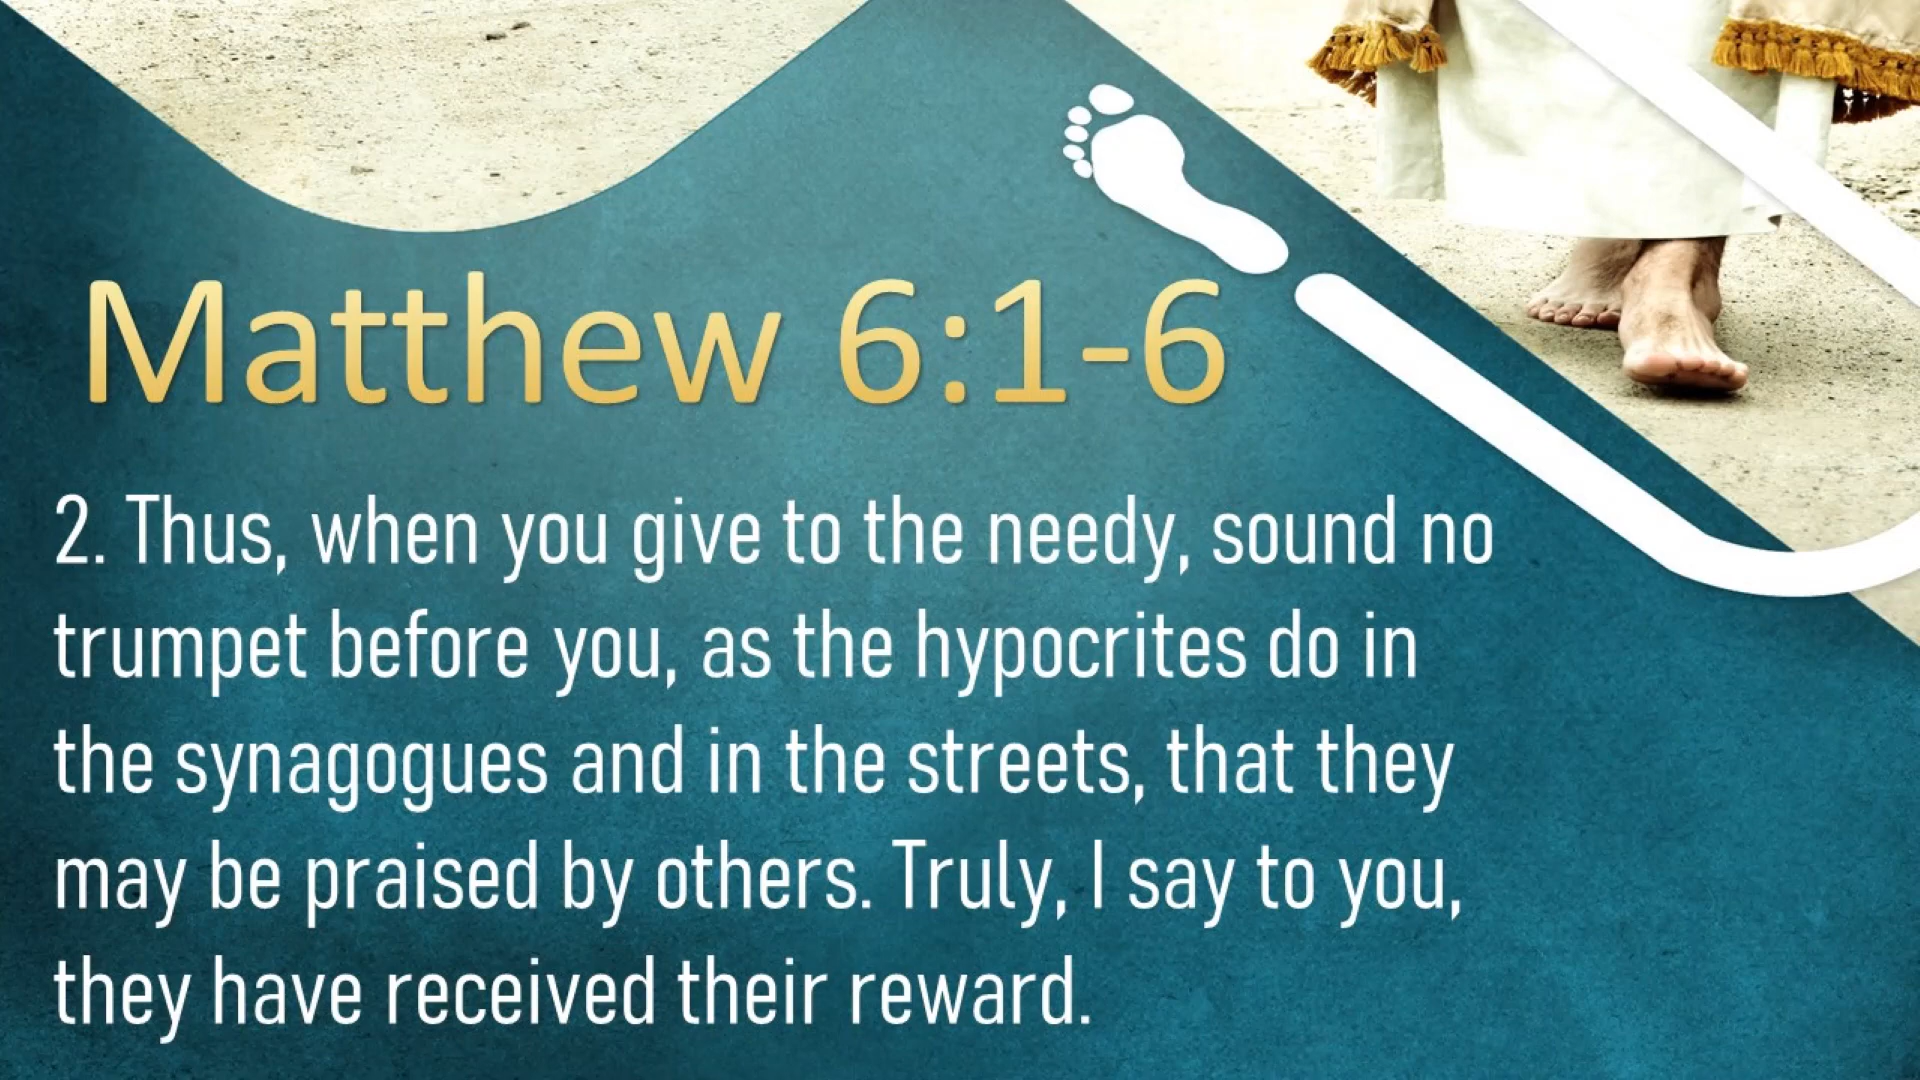 Matthew 6:1-6
2. Thus, when you give to the needy, sound no
trumpet before you, as the hypocrites do in
the synagogues and in the streets, that they
may be praised by others. Truly, I say to you,
they have received their reward.